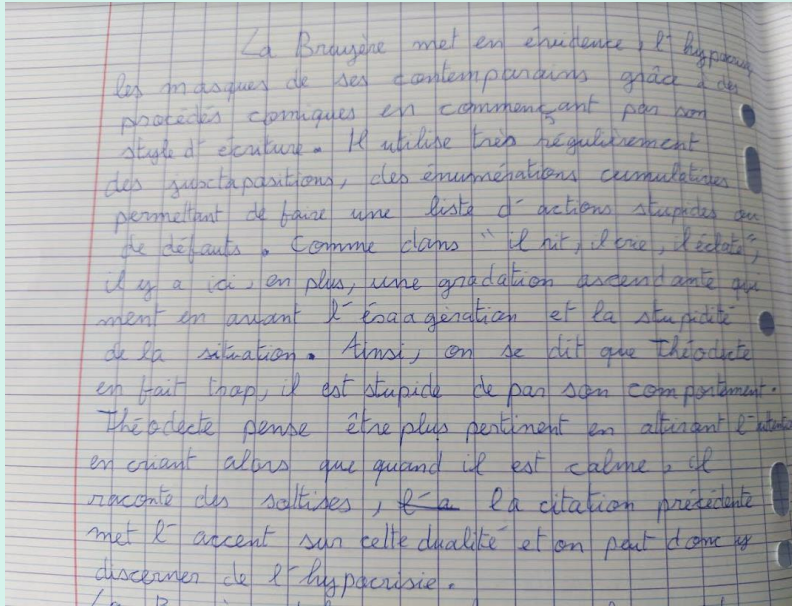 La Bruyère met en évidence, l'hypocrisie
les masques de ses contemporains grâce à des
procédés comiques en commençant par son
style d'écriture. Il utilise très régulièrement
des juxtapositions, des énumérations cumulatives
permettant de faire une liste d'actions stupides ou
de défauts. Comme dans "il rit, il crie, il éclate",
il y a ici, en plus, une gradation ascendante qui
ment en avant l'éxagération et la stupidité
de la situation. Ainsi, on se dit que Théodecte
en fait trop, il est stupide de par son comportement.
Théodecte pense être plus pertinent en attirant l'attention
en criant alors que quand il est calme, il
raconte des sottises, la citation précédente
met l'accent sur cette dualité et on peut donc y
discerner de l'hypocrisie.